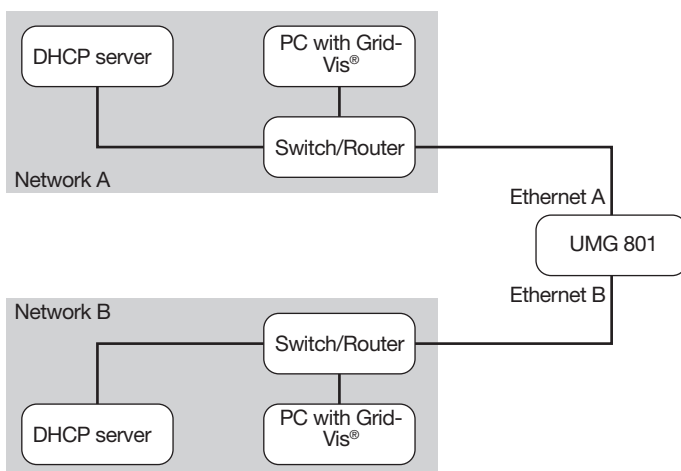 DHCP server
PC with Grid-
Vis®
Switch/Router
Network A
Ethernet A
UMG 801
Ethernet B
Network B
Switch/Router
DHCP server
PC with Grid-
Vis®